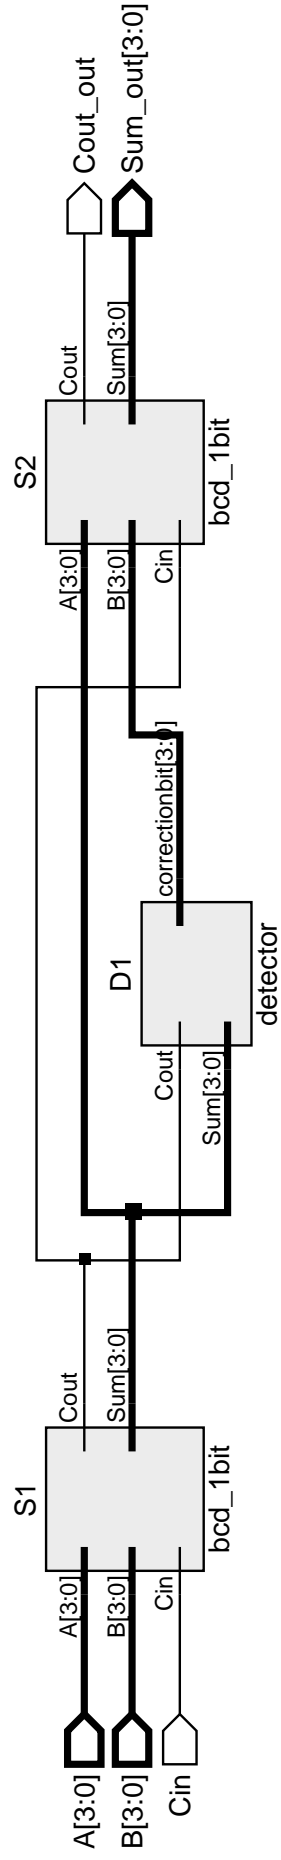 A[3:0]
B[3:0]
Cin
S1
A[3:0]
B[3:0]
Cin
Cout
Sum[3:0]
bcd_1bit
D1
Cout
Sum[3:0]
correctionbit[3:0]
detector
S2
A[3:0]
B[3:0]
Cin
Cout
Sum[3:0]
bcd_1bit
Cout_out
Sum_out[3:0]